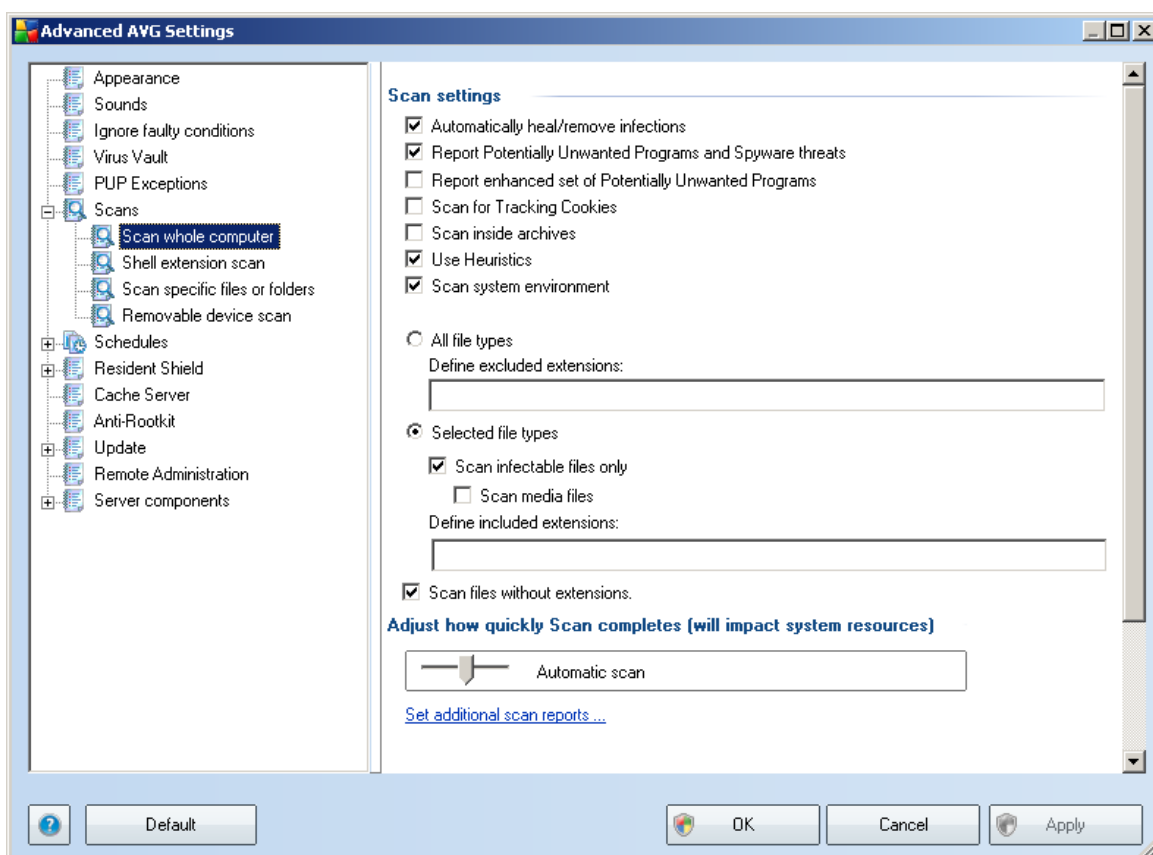 Advanced AVG Settings
Appearance
Sounds
Ignore faulty conditions
Virus Vault
PUP Exceptions
Scans
Scan whole computer
Shell extension scan
Scan specific files or folders
Removable device scan
Schedules
Resident Shield
Cache Server
Anti-Rootkit
Update
Remote Administration
Server components
Scan settings
Automatically heal/remove infections
Report Potentially Unwanted Programs and Spyware threats
Report enhanced set of Potentially Unwanted Programs
Scan for Tracking Cookies
Scan inside archives
Use Heuristics
Scan system environment
All file types
Define excluded extensions:
Selected file types
Scan infectable files only
Scan media files
Define included extensions:
Scan files without extensions.
Adjust how quickly Scan completes (will impact system resources)
Automatic scan
Set additional scan reports ...
?
Default
OK
Cancel
Apply